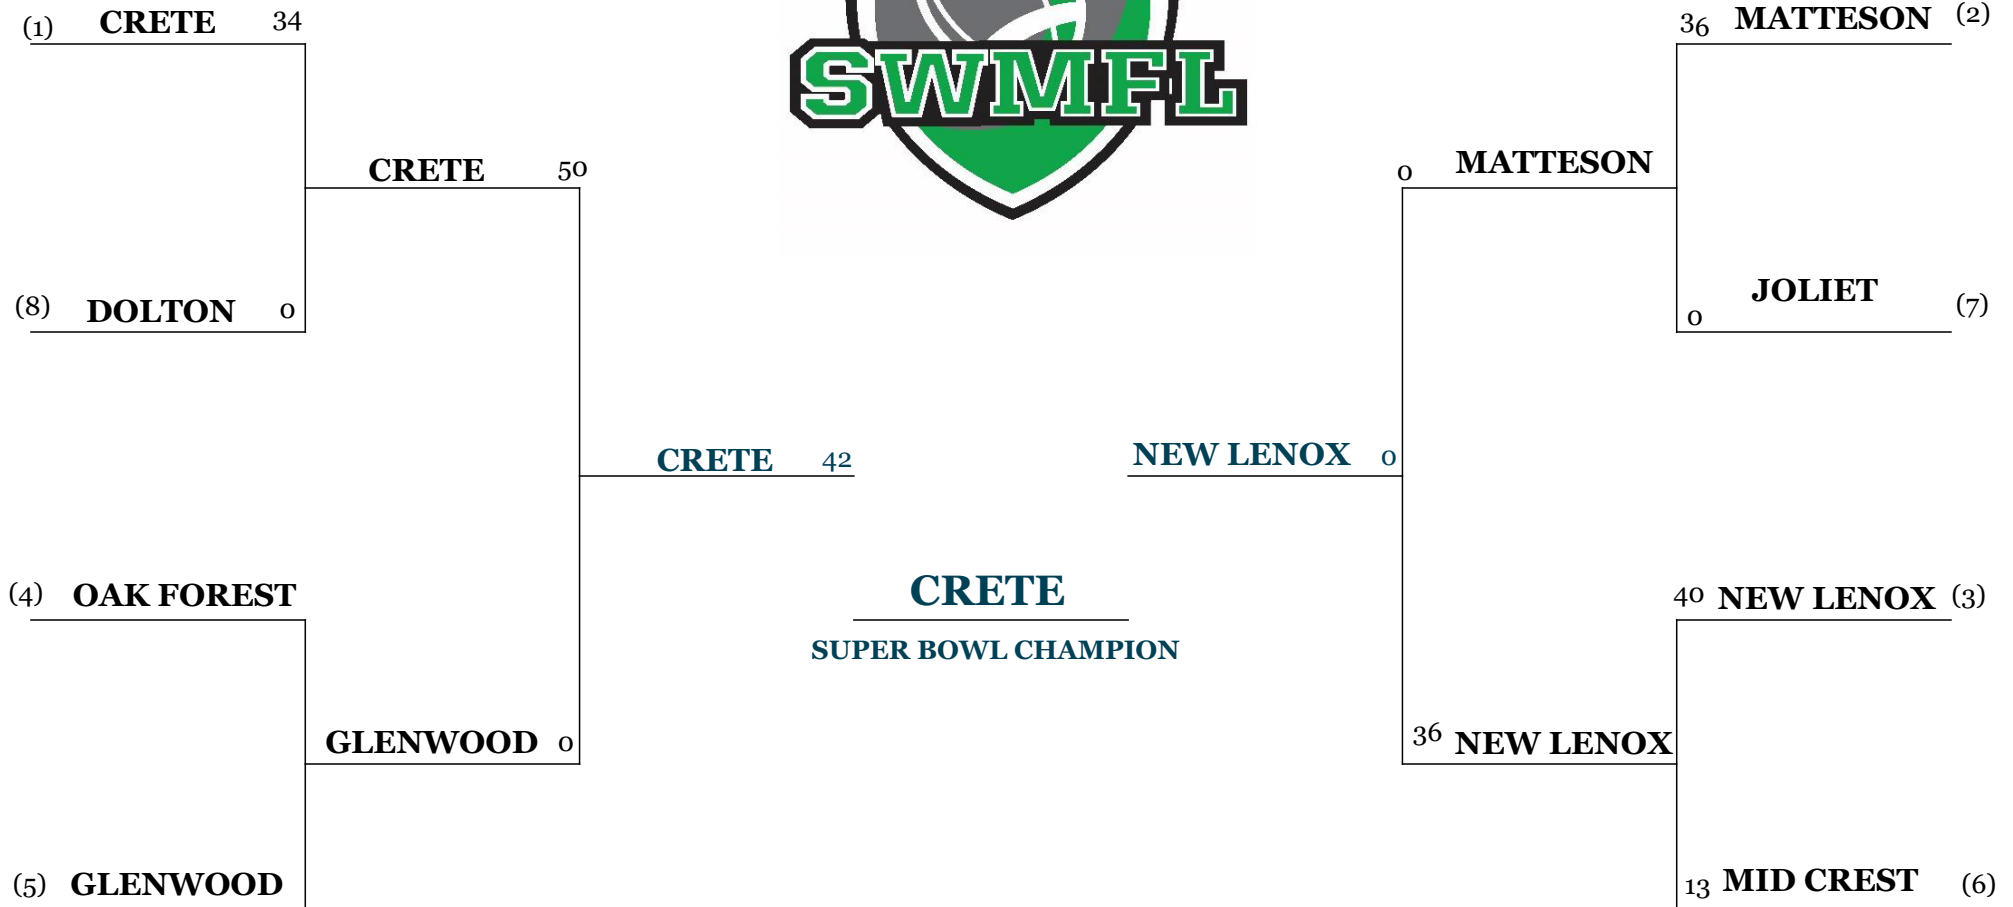 (1) CRETE 34
36 MATTESON (2)
SWMFL
CRETE 50
0 MATTESON
(8) DOLTON 0
JOLIET
0 (7)
CRETE 42
NEW LENOX 0
(4) OAK FOREST
CRETE
40 NEW LENOX (3)
SUPER BOWL CHAMPION
GLENWOOD 0
36 NEW LENOX
(5) GLENWOOD
13 MID CREST (6)